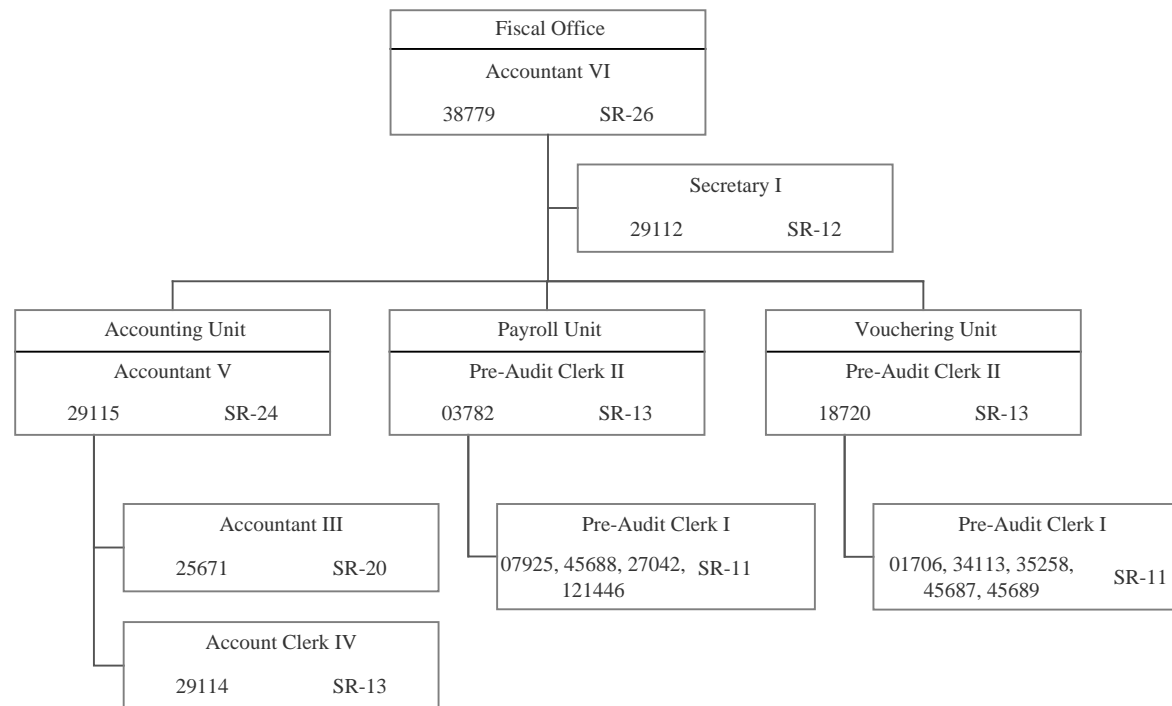 Fiscal Office
Accountant VI
38779 SR-26
Secretary I
29112 SR-12
Accounting Unit
Accountant V
29115 SR-24
Payroll Unit
Pre-Audit Clerk II
03782 SR-13
Vouchering Unit
Pre-Audit Clerk II
18720 SR-13
Accountant III
25671 SR-20
Account Clerk IV
29114 SR-13
Pre-Audit Clerk I
07925, 45688, 27042, SR-11
121446
Pre-Audit Clerk I
01706, 34113, 35258, SR-11
45687, 45689